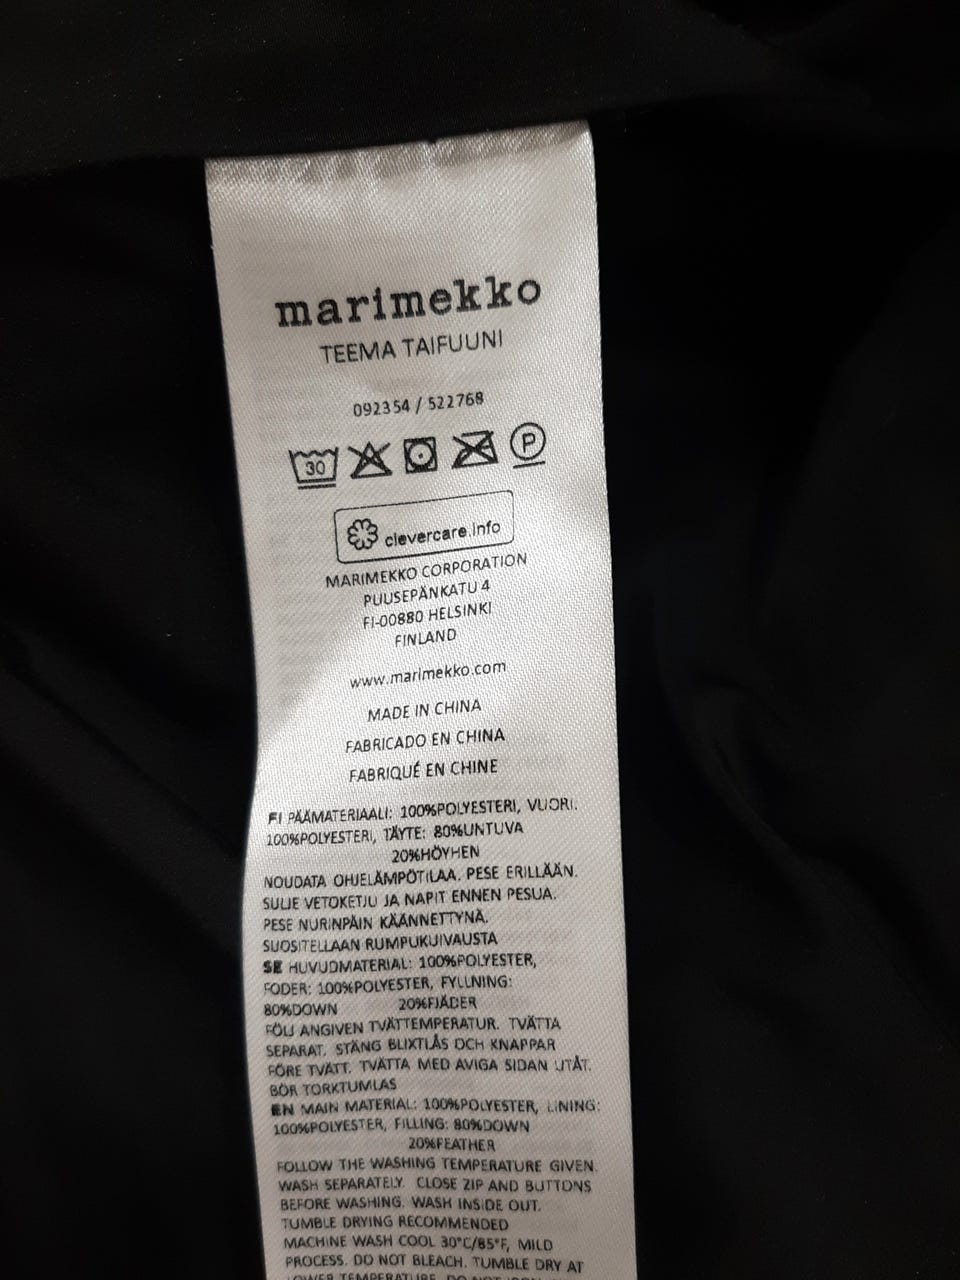 marimekko
TEEMA TAIFUUNI
092354 / 522768
30 P
clevercare.info
MARIMEKKO CORPORATION
PUUSEPÄNKATU 4
FI-00880 HELSINKI
FINLAND
www.marimekko.com
MADE IN CHINA
FABRICADO EN CHINA
FABRIQUÉ EN CHINE
FI PÄÄMATERIAALI: 100%POLYESTERI, VUORI:
100%POLYESTERI, TÄYTE: 80%UNTUVA
20%HÖYHEN
NOUDATA OHJELÄMPÖTILAA. PESE ERILLÄÄN.
SULJE VETOKETJU JA NAPIT ENNEN PESUA.
PESE NURINPÄIN KÄÄNNETTYNÄ.
SUOSITELLAAN RUMPUKUIVAUSTA
SE HUVUDMATERIAL: 100%POLYESTER,
FODER: 100%POLYESTER, FYLLNING:
80%DOWN 20%FJÄDER
FÖLJ ANGIVEN TVÄTTEMPERATUR. TVÄTTA
SEPARAT. STÄNG BLIXTLÅS OCH KNAPPAR
FÖRE TVÄTT. TVÄTTA MED AVIGA SIDAN UTÅT.
BÖR TORKTUMLAS
EN MAIN MATERIAL: 100%POLYESTER, LINING:
100%POLYESTER, FILLING: 80%DOWN
20%FEATHER
FOLLOW THE WASHING TEMPERATURE GIVEN.
WASH SEPARATELY. CLOSE ZIP AND BUTTONS
BEFORE WASHING. WASH INSIDE OUT.
TUMBLE DRYING RECOMMENDED
MACHINE WASH COOL 30°C/85°F, MILD
PROCESS. DO NOT BLEACH. TUMBLE DRY AT
LOWER TEMPERATURE. DO NOT IRON